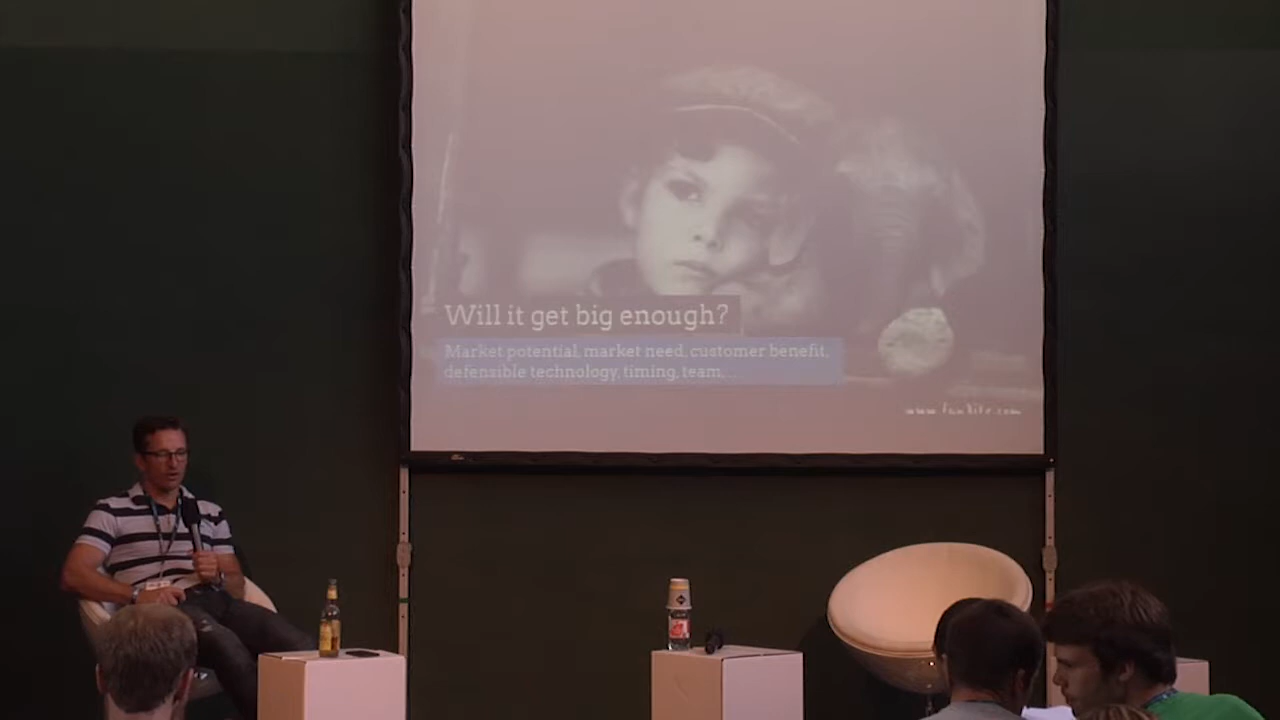 Will it get big enough?
Market potential, market need, customer benefit,
defensible technology, timing, team, ...